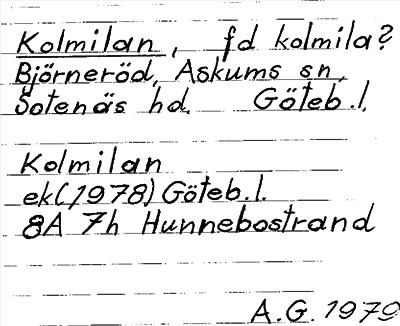 Kolmilan, fd kolmila?
Björneröd, Askums sn,
Sotenäs hd. Göteb.l.
Kolmilan
ek(1978) Göteb.l.
8A 7h Hunnebostrand
A.G. 1979